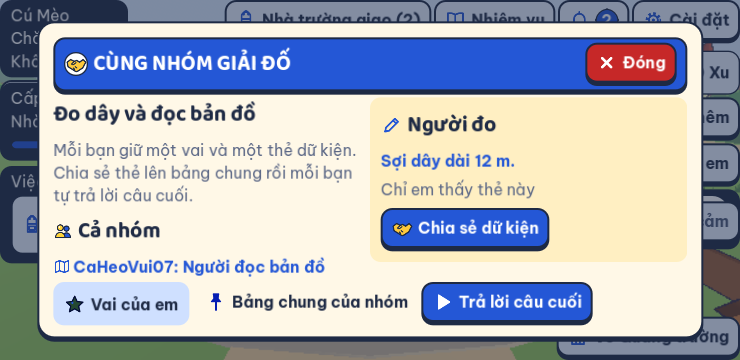 Cú Mèo
Nhà trường giao (2)
Nhiệm vụ
2
Cài đặt
CÙNG NHÓM GIẢI ĐỐ
Đóng
Xu
Đo dây và đọc bản đồ
Mỗi bạn giữ một vai và một thẻ dữ kiện.
Chia sẻ thẻ lên bảng chung rồi mỗi bạn
tự trả lời câu cuối.
Người đo
Sợi dây dài 12 m.
Chỉ em thấy thẻ này
Chia sẻ dữ kiện
em
Cả nhóm
CaHeoVui07: Người đọc bản đồ
Vai của em
Bảng chung của nhóm
Trả lời câu cuối